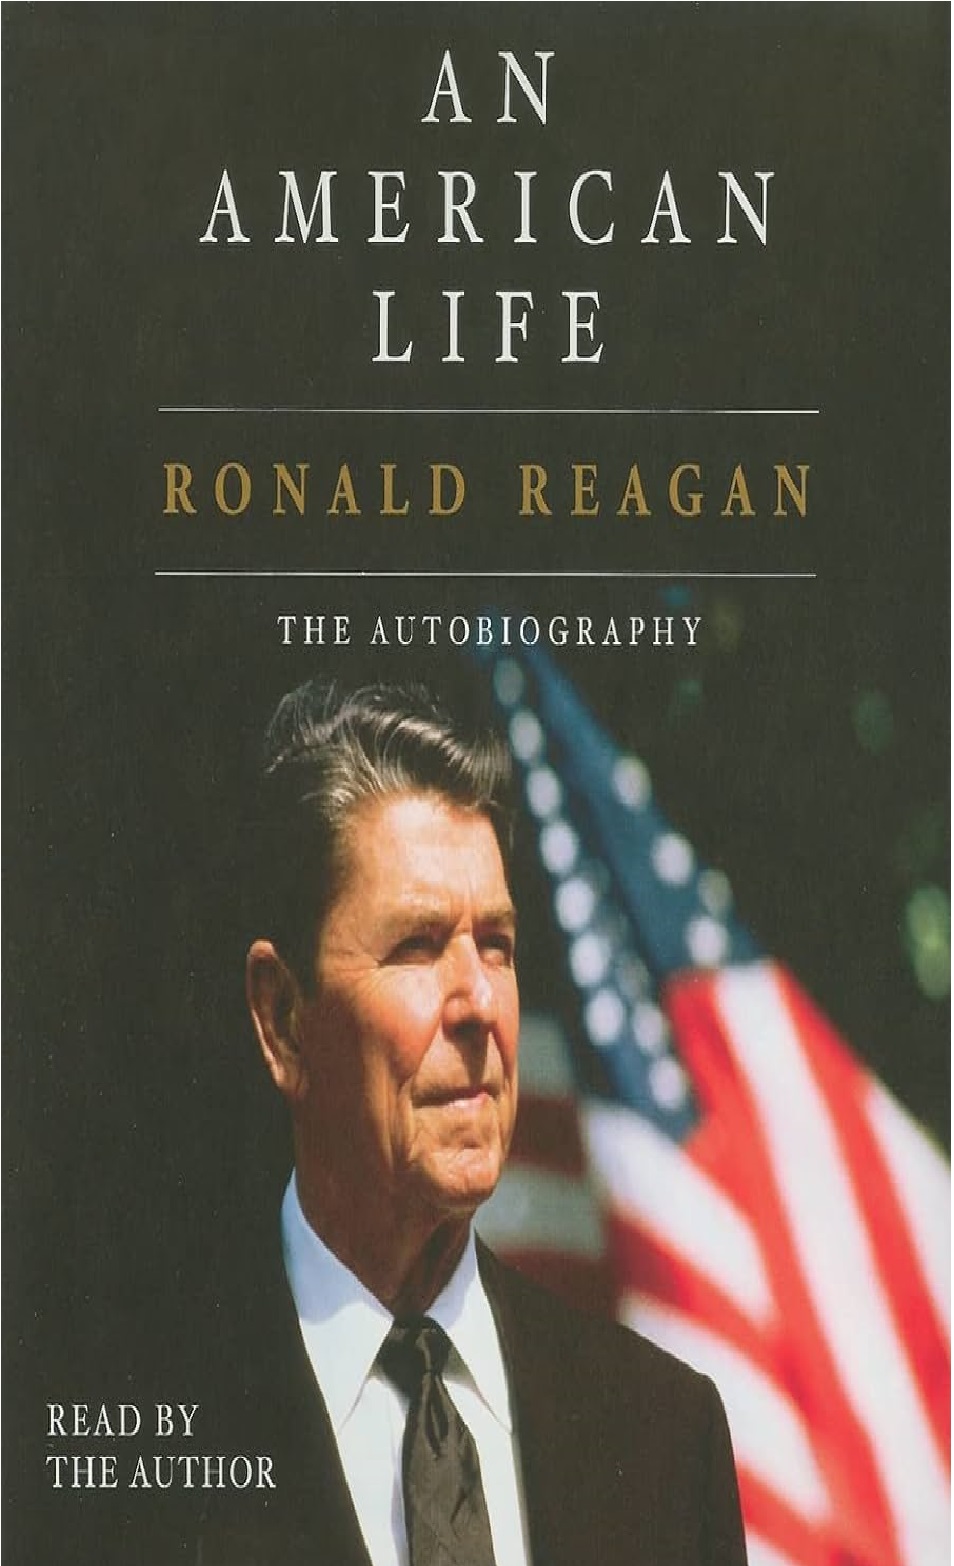 AN
AMERICAN
LIFE
RONALD REAGAN
THE AUTOBIOGRAPHY
READ BY
THE AUTHOR